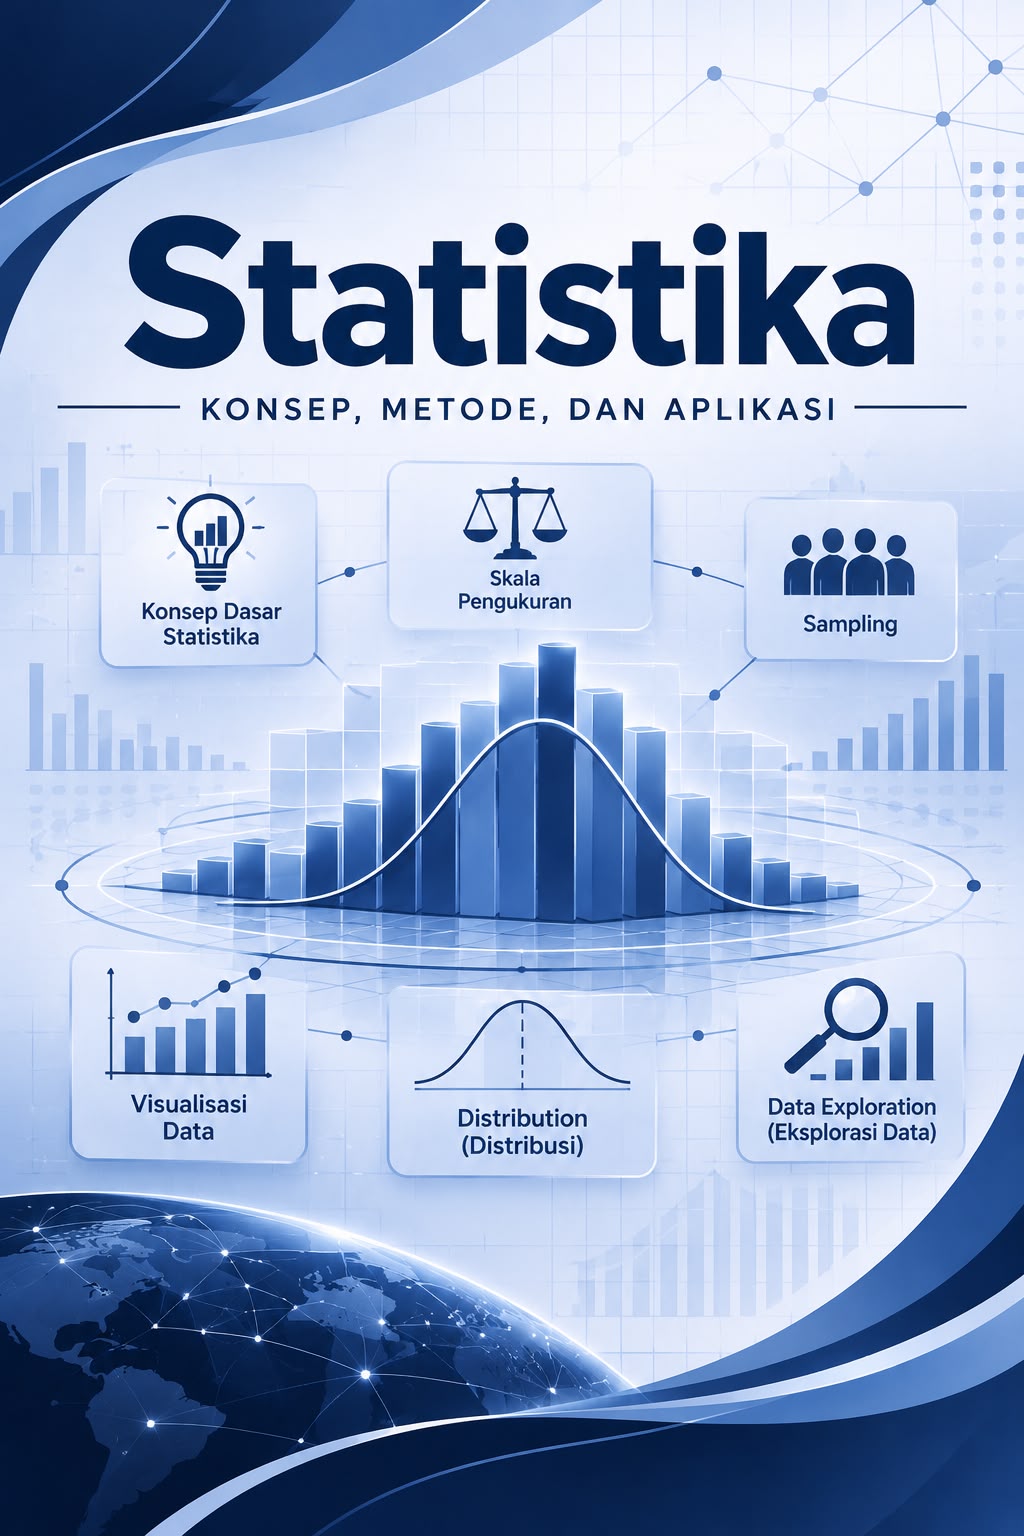 Statistika
KONSEP, METODE, DAN APLIKASI
Konsep Dasar
Statistika
Skala
Pengukuran
Sampling
Visualisasi
Data
Distribution
(Distribusi)
Data Exploration
(Eksplorasi Data)